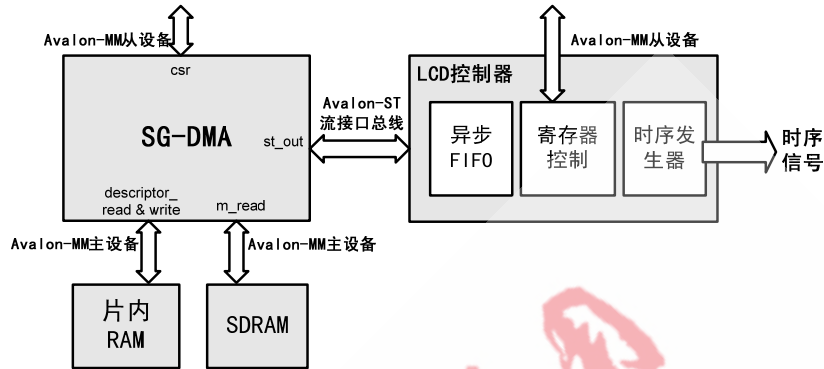 Avalon-MM从设备
csr
SG-DMA
st_out
descriptor_
read & write
m_read
Avalon-ST
流接口总线
Avalon-MM从设备
LCD控制器
异步
FIFO
寄存器
控制
时序发
生器
时序
信号
Avalon-MM主设备
Avalon-MM主设备
片内
RAM
SDRAM